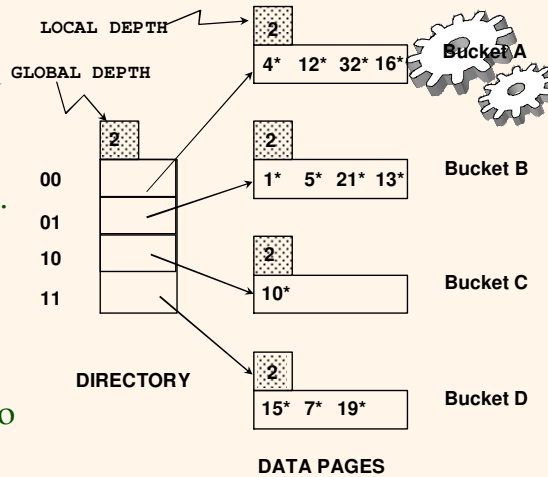 LOCAL DEPTH
GLOBAL DEPTH
2
4* 12* 32* 16*
Bucket A
2
00
01
10
11
DIRECTORY
2
1* 5* 21* 13*
Bucket B
2
10*
Bucket C
2
15* 7* 19*
Bucket D
DATA PAGES
.
o